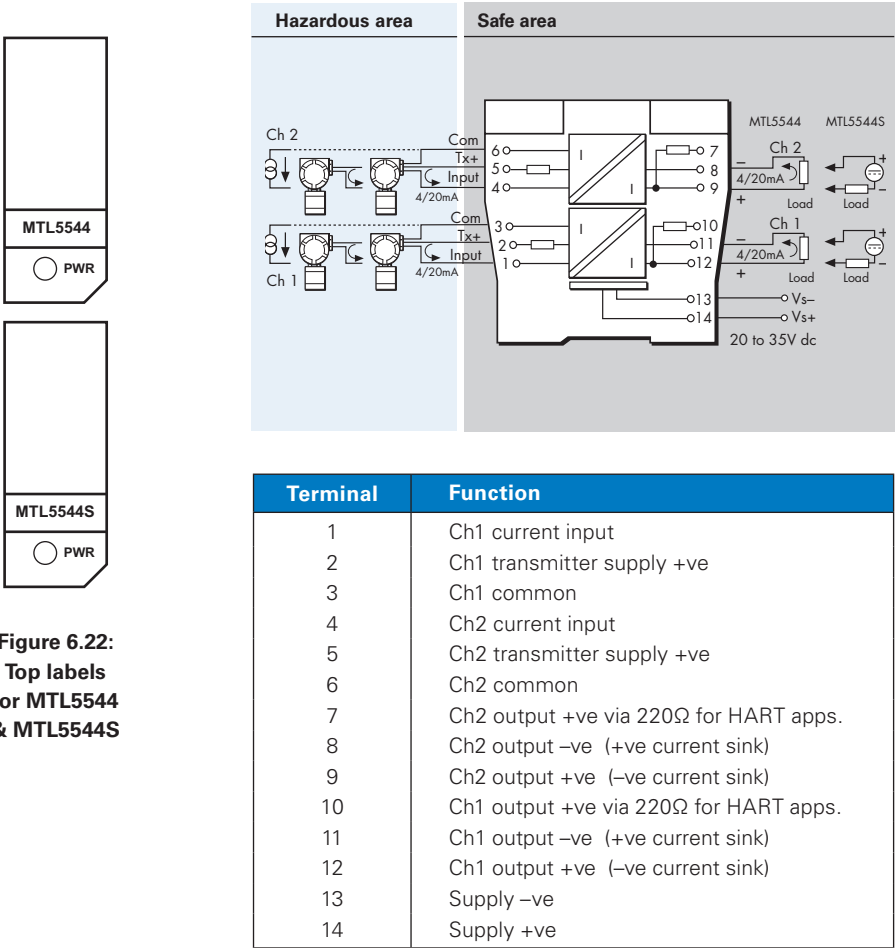 Hazardous area
Safe area
MTL5544
PWR
MTL5544S
PWR
Figure 6.22:
Top labels
or MTL5544
& MTL5544S
Ch 2
Com
Tx+
Input
4/20mA
Com
Tx+
Input
4/20mA
Ch 1
6
5
4
3
2
1
I
I
I
I
7
8
9
10
11
12
13
14
MTL5544
MTL5544S
Ch 2
–
4/20mA
+
Load
+
–
Load
Ch 1
–
4/20mA
+
Load
+
–
Load
Vs–
Vs+
20 to 35V dc
Terminal Function
1 Ch1 current input
2 Ch1 transmitter supply +ve
3 Ch1 common
4 Ch2 current input
5 Ch2 transmitter supply +ve
6 Ch2 common
7 Ch2 output +ve via 220Ω for HART apps.
8 Ch2 output –ve (+ve current sink)
9 Ch2 output +ve (–ve current sink)
10 Ch1 output +ve via 220Ω for HART apps.
11 Ch1 output –ve (+ve current sink)
12 Ch1 output +ve (–ve current sink)
13 Supply –ve
14 Supply +ve